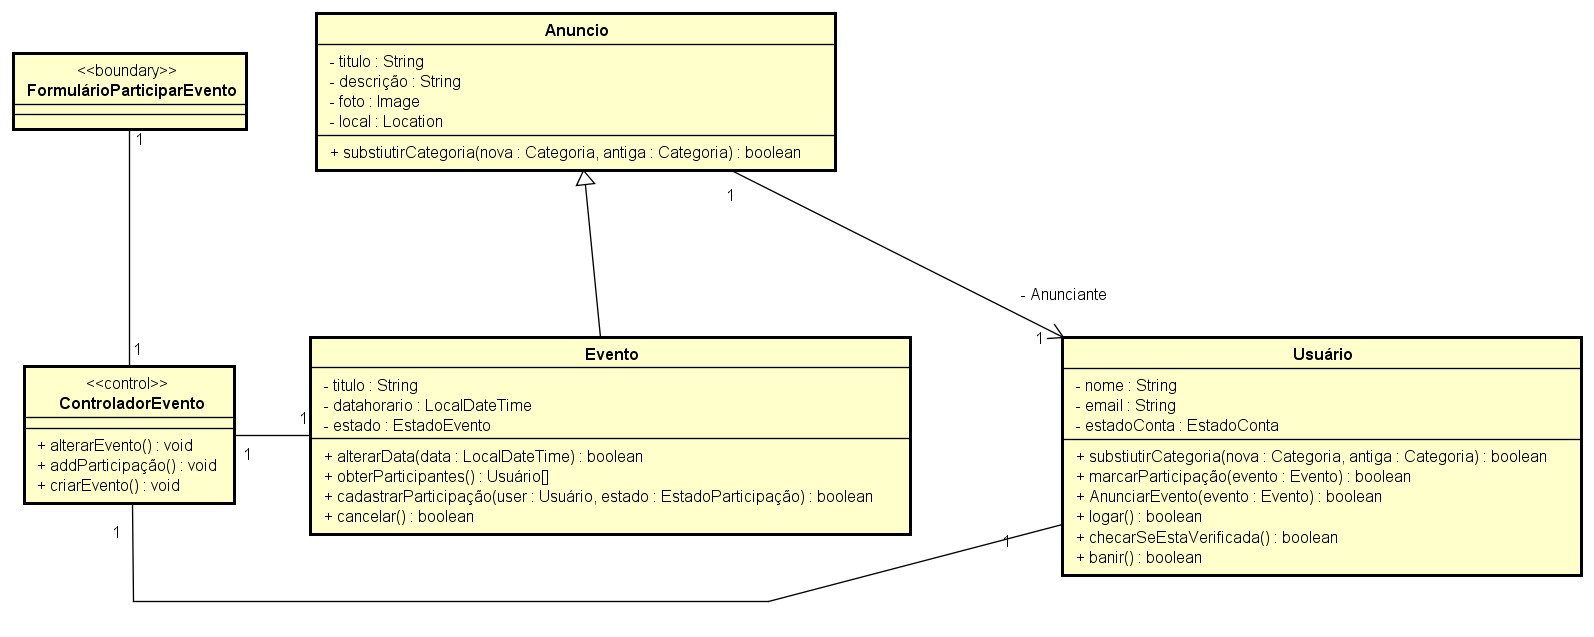 <<boundary>>
FormulárioParticiparEvento
1
1
Anuncio
- titulo : String
- descrição : String
- foto : Image
- local : Location
+ substiutirCategoria(nova : Categoria, antiga : Categoria) : boolean
1
- Anunciante
1
<<control>>
ControladorEvento
+ alterarEvento() : void
+ addParticipação() : void
+ criarEvento() : void
1
1
Evento
- titulo : String
- datahorario : LocalDateTime
- estado : EstadoEvento
+ alterarData(data : LocalDateTime) : boolean
+ obterParticipantes() : Usuário[]
+ cadastrarParticipação(user : Usuário, estado : EstadoParticipação) : boolean
+ cancelar() : boolean
Usuário
- nome : String
- email : String
- estadoConta : EstadoConta
+ substiutirCategoria(nova : Categoria, antiga : Categoria) : boolean
+ marcarParticipação(evento : Evento) : boolean
+ AnunciarEvento(evento : Evento) : boolean
+ logar() : boolean
+ checarSeEstaVerificada() : boolean
+ banir() : boolean
1
1